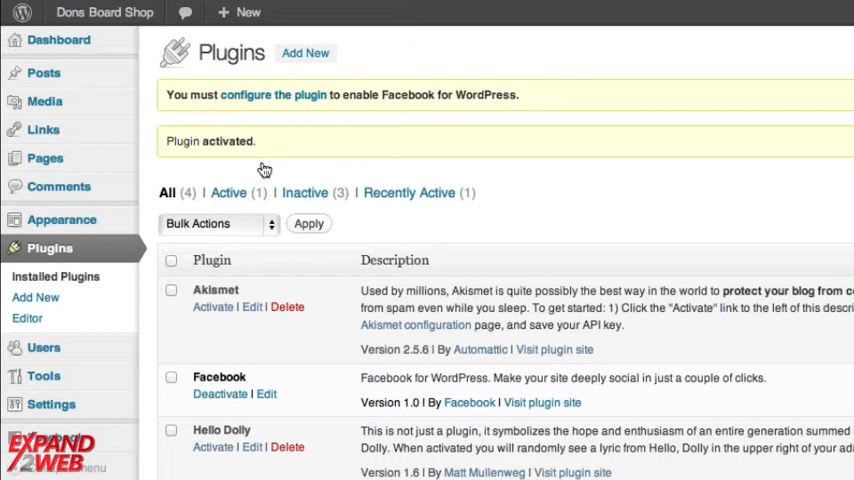 Dons Board Shop
+ New
Dashboard
Posts
Media
Links
Pages
Comments
Appearance
Plugins
Installed Plugins
Add New
Editor
Users
Tools
Settings
EXPAND
2WEB
menu
Plugins Add New
You must configure the plugin to enable Facebook for WordPress.
Plugin activated.
All (4) | Active (1) | Inactive (3) | Recently Active (1)
Bulk Actions Apply
Plugin Description
Akismet Used by millions, Akismet is quite possibly the best way in the world to protect your blog from
Activate | Edit | Delete from spam even while you sleep. To get started: 1) Click the "Activate" link to the left of this
Akismet configuration page, and save your API key.
Version 2.5.6 | By Automattic | Visit plugin site
Facebook Facebook for WordPress. Make your site deeply social in just a couple of clicks.
Deactivate | Edit Version 1.0 | By Facebook | Visit plugin site
Hello Dolly This is not just a plugin, it symbolizes the hope and enthusiasm of an entire generation summed
Activate | Edit | Delete Dolly. When activated you will randomly see a lyric from Hello, Dolly in the upper right of your
Version 1.6 | By Matt Mullenweg | Visit plugin site